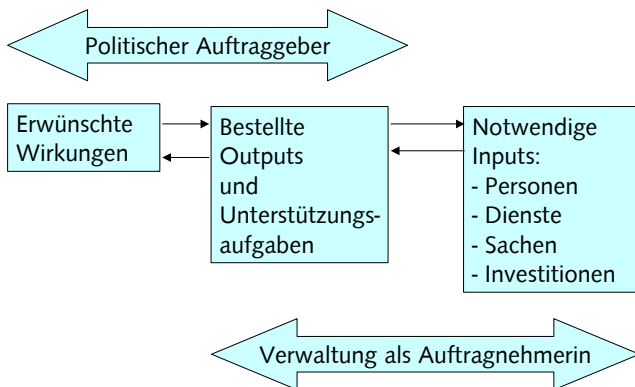 Politischer Auftraggeber
Erwünschte
Wirkungen
Bestellte
Outputs
und
Unterstützungs-
aufgaben
Notwendige
Inputs:
- Personen
- Dienste
- Sachen
- Investitionen
Verwaltung als Auftragnehmerin